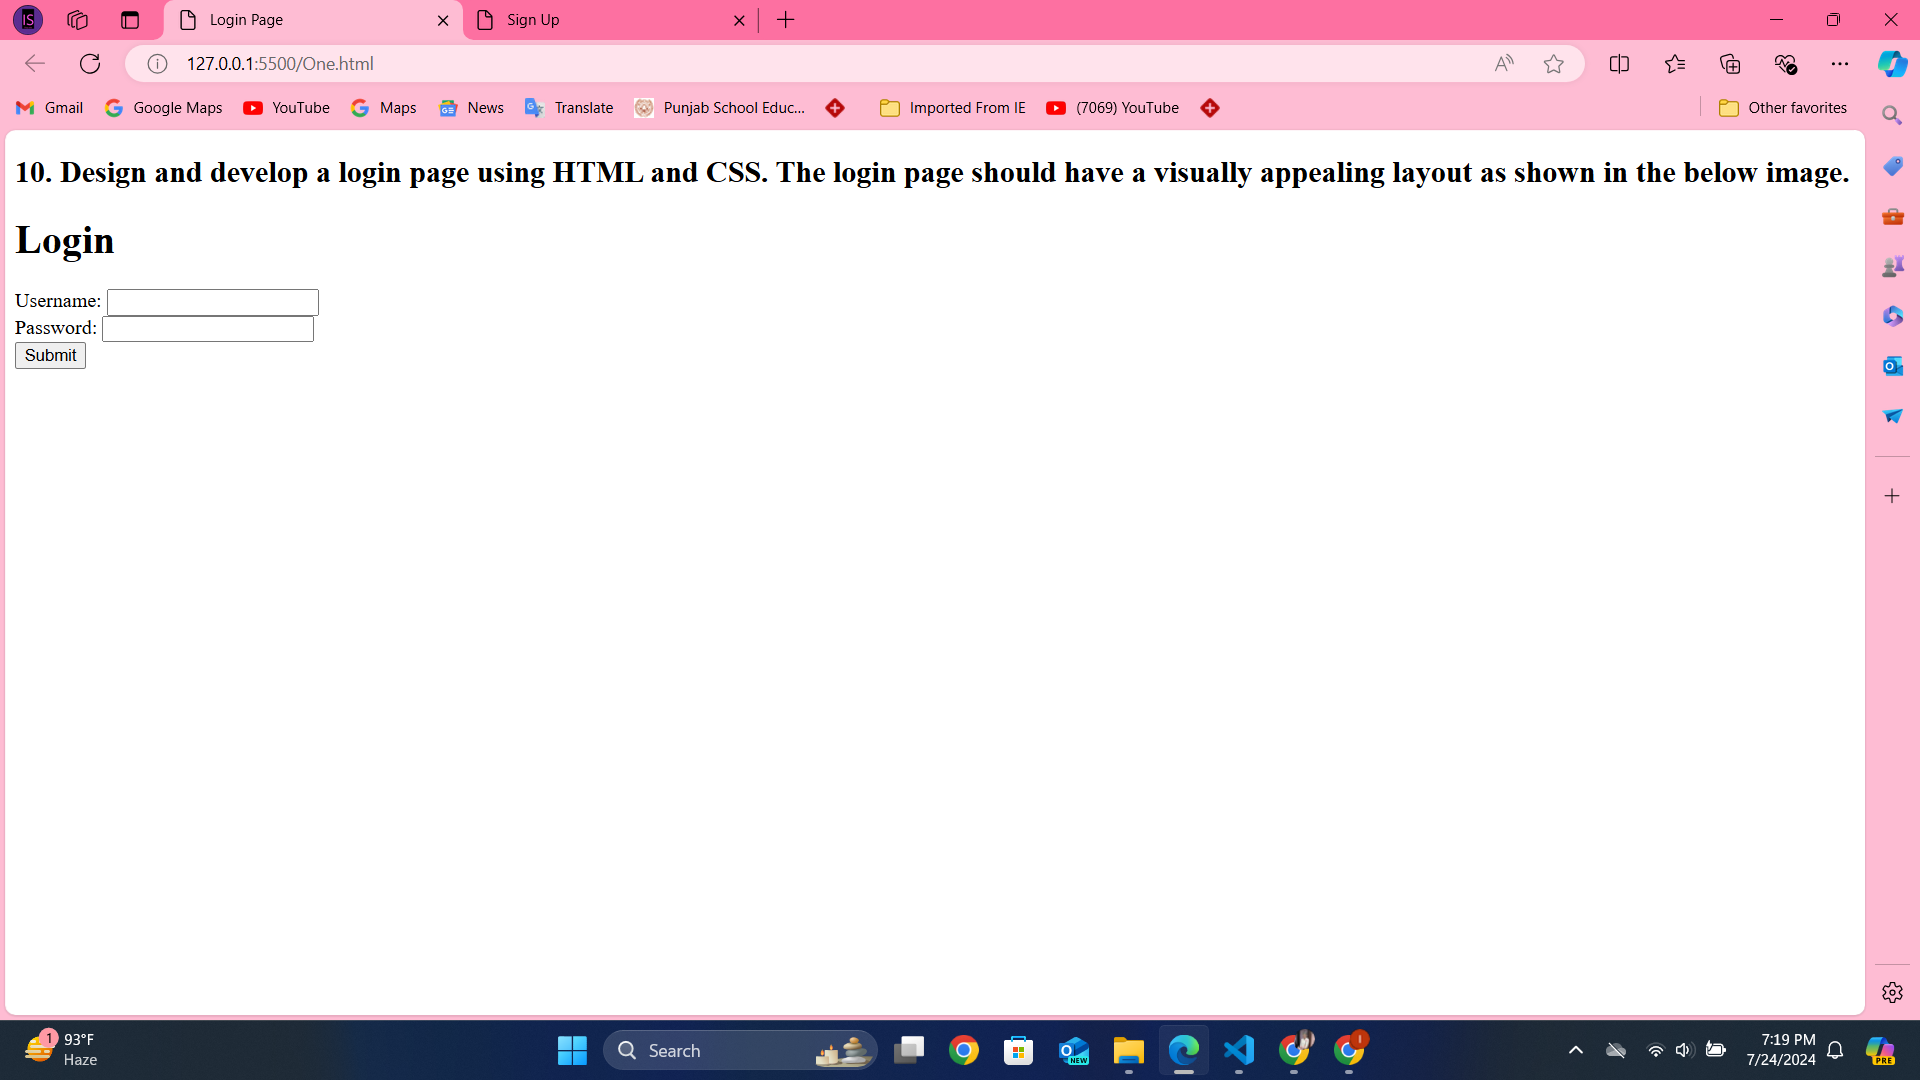 IS Login Page Sign Up
127.0.0.1:5500/One.html
Gmail Google Maps YouTube Maps News Translate Punjab School Educ... Imported From IE (7069) YouTube Other favorites
10. Design and develop a login page using HTML and CSS. The login page should have a visually appealing layout as shown in the below image.
Login
Username:
Password:
Submit
1 93°F
Haze
Search
NEW
7:19 PM
7/24/2024
PRE